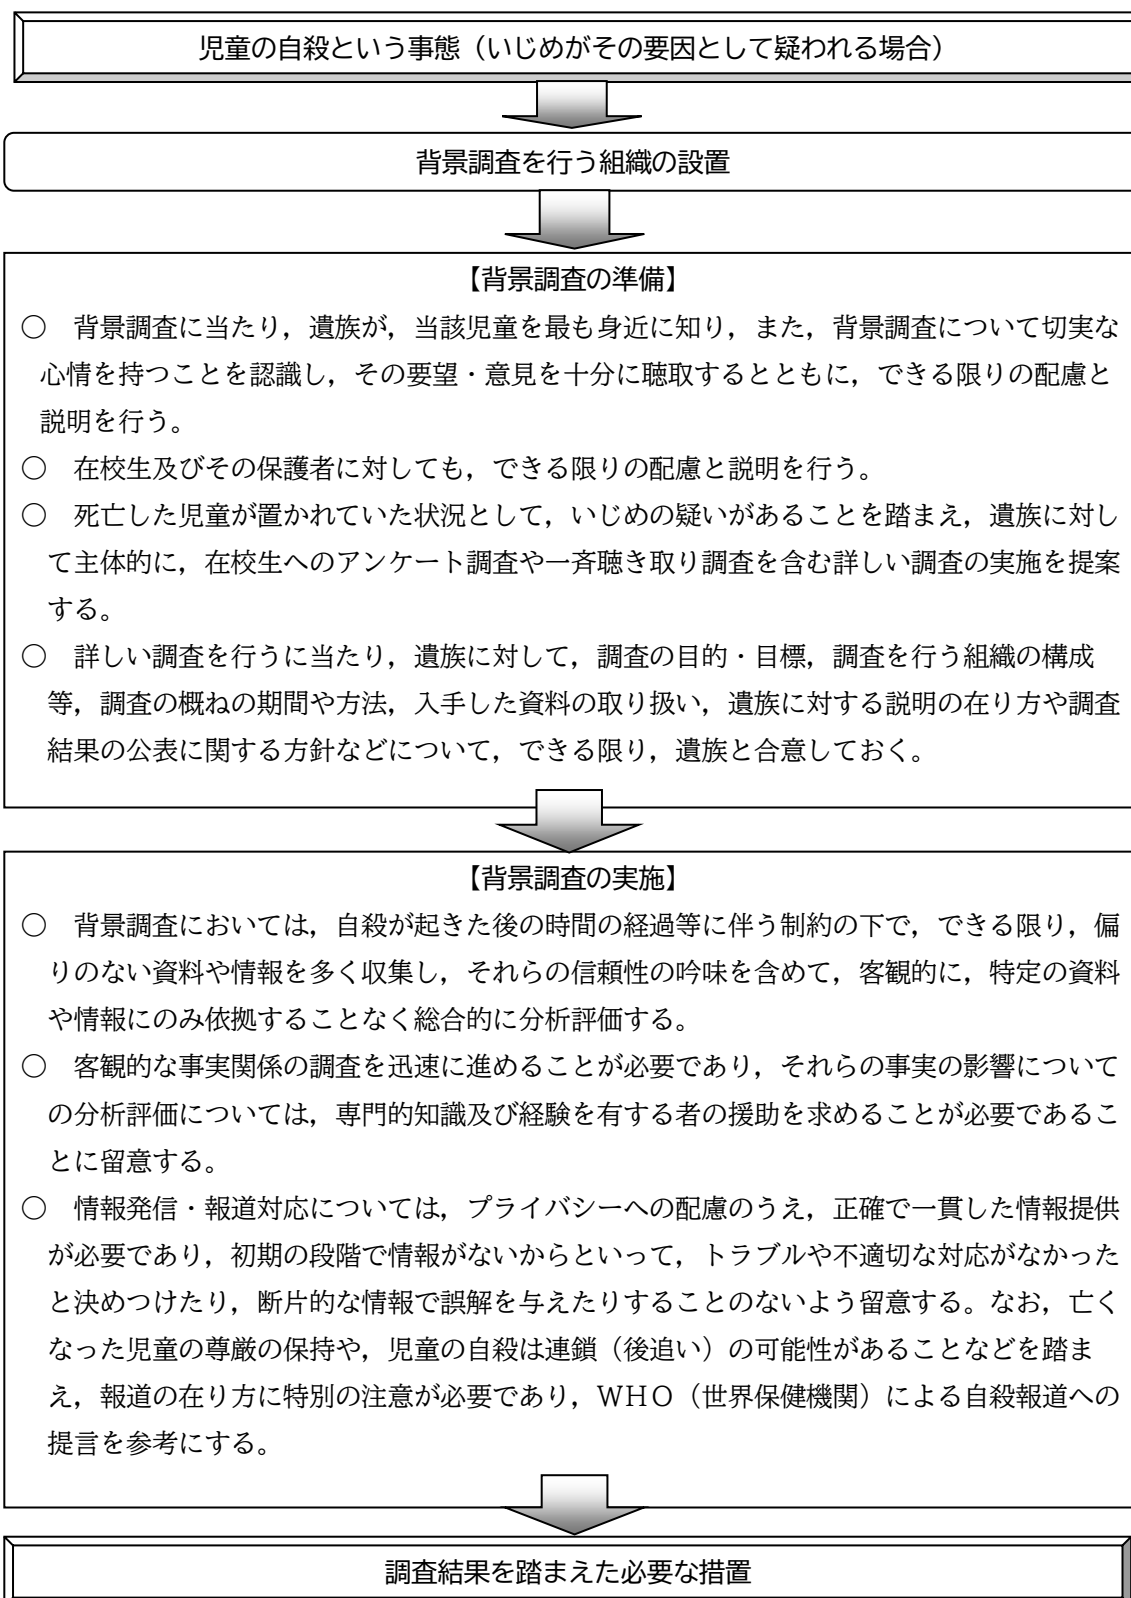 児童の自殺という事態（いじめがその要因として疑われる場合）
背景調査を行う組織の設置
【背景調査の準備】
○　背景調査に当たり，遺族が，当該児童を最も身近に知り，また，背景調査について切実な
心情を持つことを認識し，その要望・意見を十分に聴取するとともに，できる限りの配慮と
説明を行う。
○　在校生及びその保護者に対しても，できる限りの配慮と説明を行う。
○　死亡した児童が置かれていた状況として，いじめの疑いがあることを踏まえ，遺族に対し
て主体的に，在校生へのアンケート調査や一斉聴き取り調査を含む詳しい調査の実施を提案
する。
○　詳しい調査を行うに当たり，遺族に対して，調査の目的・目標，調査を行う組織の構成
等，調査の概ねの期間や方法，入手した資料の取り扱い，遺族に対する説明の在り方や調査
結果の公表に関する方針などについて，できる限り，遺族と合意しておく。
【背景調査の実施】
○　背景調査においては，自殺が起きた後の時間の経過等に伴う制約の下で，できる限り，偏
りのない資料や情報を多く収集し，それらの信頼性の吟味を含めて，客観的に，特定の資料
や情報にのみ依拠することなく総合的に分析評価する。
○　客観的な事実関係の調査を迅速に進めることが必要であり，それらの事実の影響について
の分析評価については，専門的知識及び経験を有する者の援助を求めることが必要であるこ
とに留意する。
○　情報発信・報道対応については，プライバシーへの配慮のうえ，正確で一貫した情報提供
が必要であり，初期の段階で情報がないからといって，トラブルや不適切な対応がなかった
と決めつけたり，断片的な情報で誤解を与えたりすることのないよう留意する。なお，亡く
なった児童の尊厳の保持や，児童の自殺は連鎖（後追い）の可能性があることなどを踏ま
え，報道の在り方に特別の注意が必要であり，ＷＨＯ（世界保健機関）による自殺報道への
提言を参考にする。
調査結果を踏まえた必要な措置